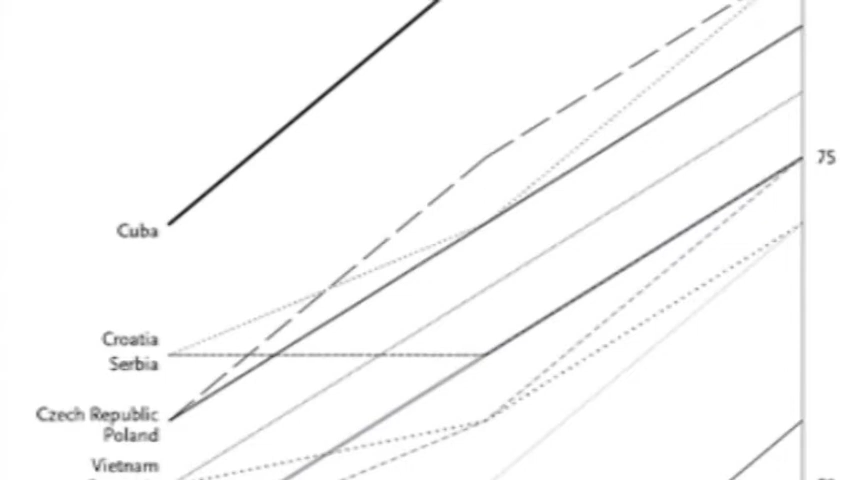 Cuba
75
Croatia
Serbia
Czech Republic
Poland
Vietnam